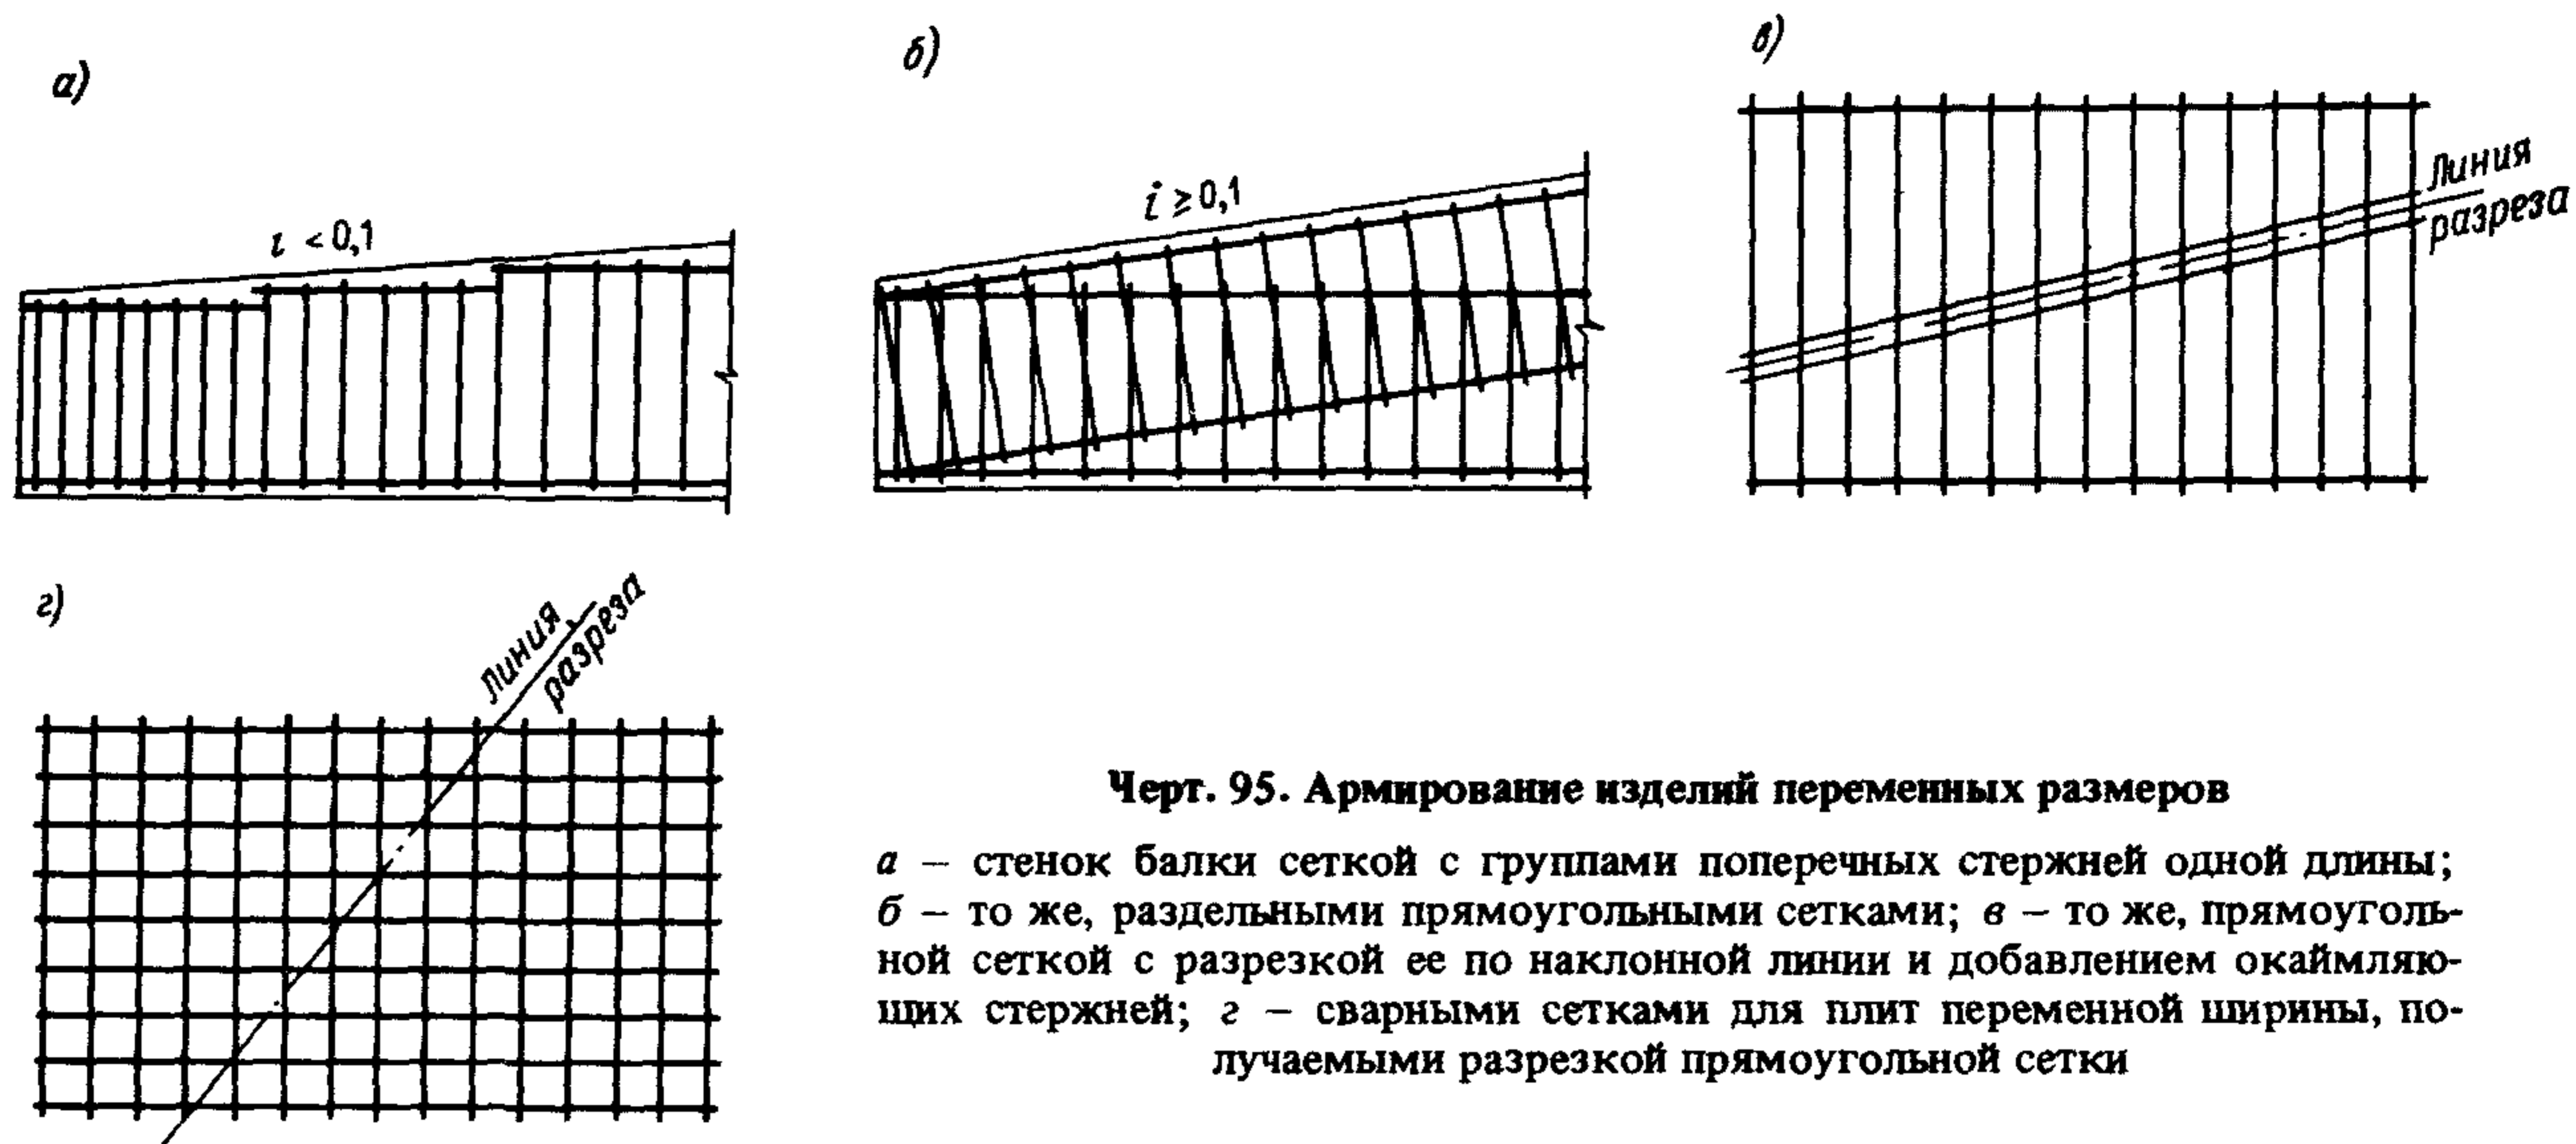 а)
i < 0,1
б)
i ≥ 0,1
в)
Линия
разреза
г)
Линия
разреза
Черт. 95. Армирование изделий переменных размеров
а – стенок балки сеткой с группами поперечных стержней одной длины;
б – то же, раздельными прямоугольными сетками; в – то же, прямоуголь-
ной сеткой с разрезкой ее по наклонной линии и добавлением окаймляю-
щих стержней; г – сварными сетками для плит переменной ширины, по-
лучаемыми разрезкой прямоугольной сетки